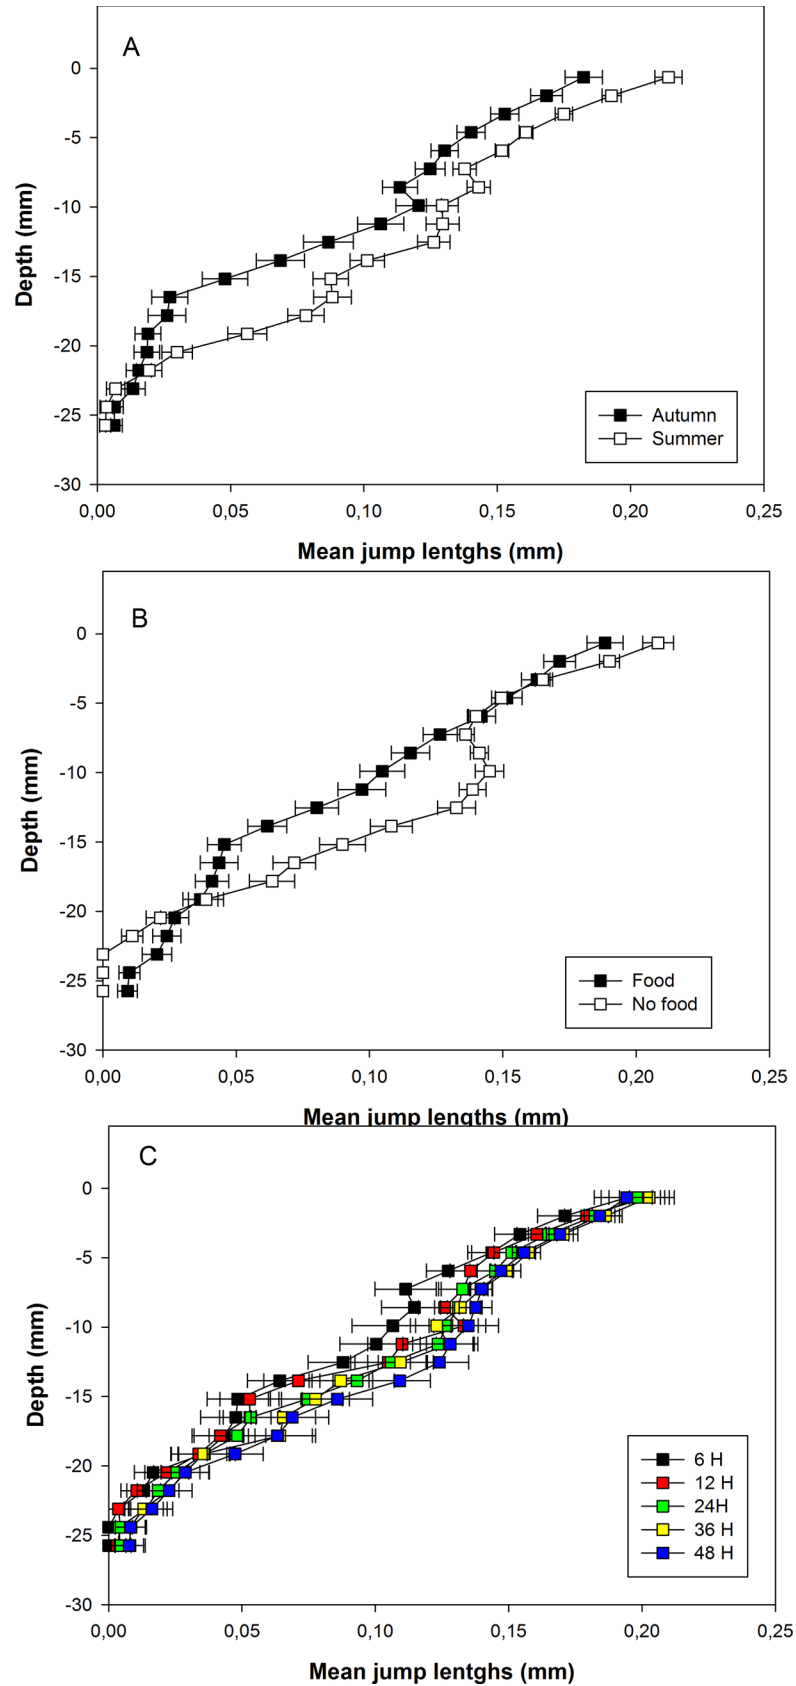 A
0
-5
-10
-15
-20
-25
-30
Depth (mm)
Autumn
Summer
0,00 0,05 0,10 0,15 0,20 0,25
Mean jump lentghs (mm)
B
0
-5
-10
-15
-20
-25
-30
Depth (mm)
Food
No food
0,00 0,05 0,10 0,15 0,20 0,25
Mean jump lengths (mm)
C
0
-5
-10
-15
-20
-25
-30
Depth (mm)
6 H
12 H
24H
36 H
48 H
0,00 0,05 0,10 0,15 0,20 0,25
Mean jump lentghs (mm)